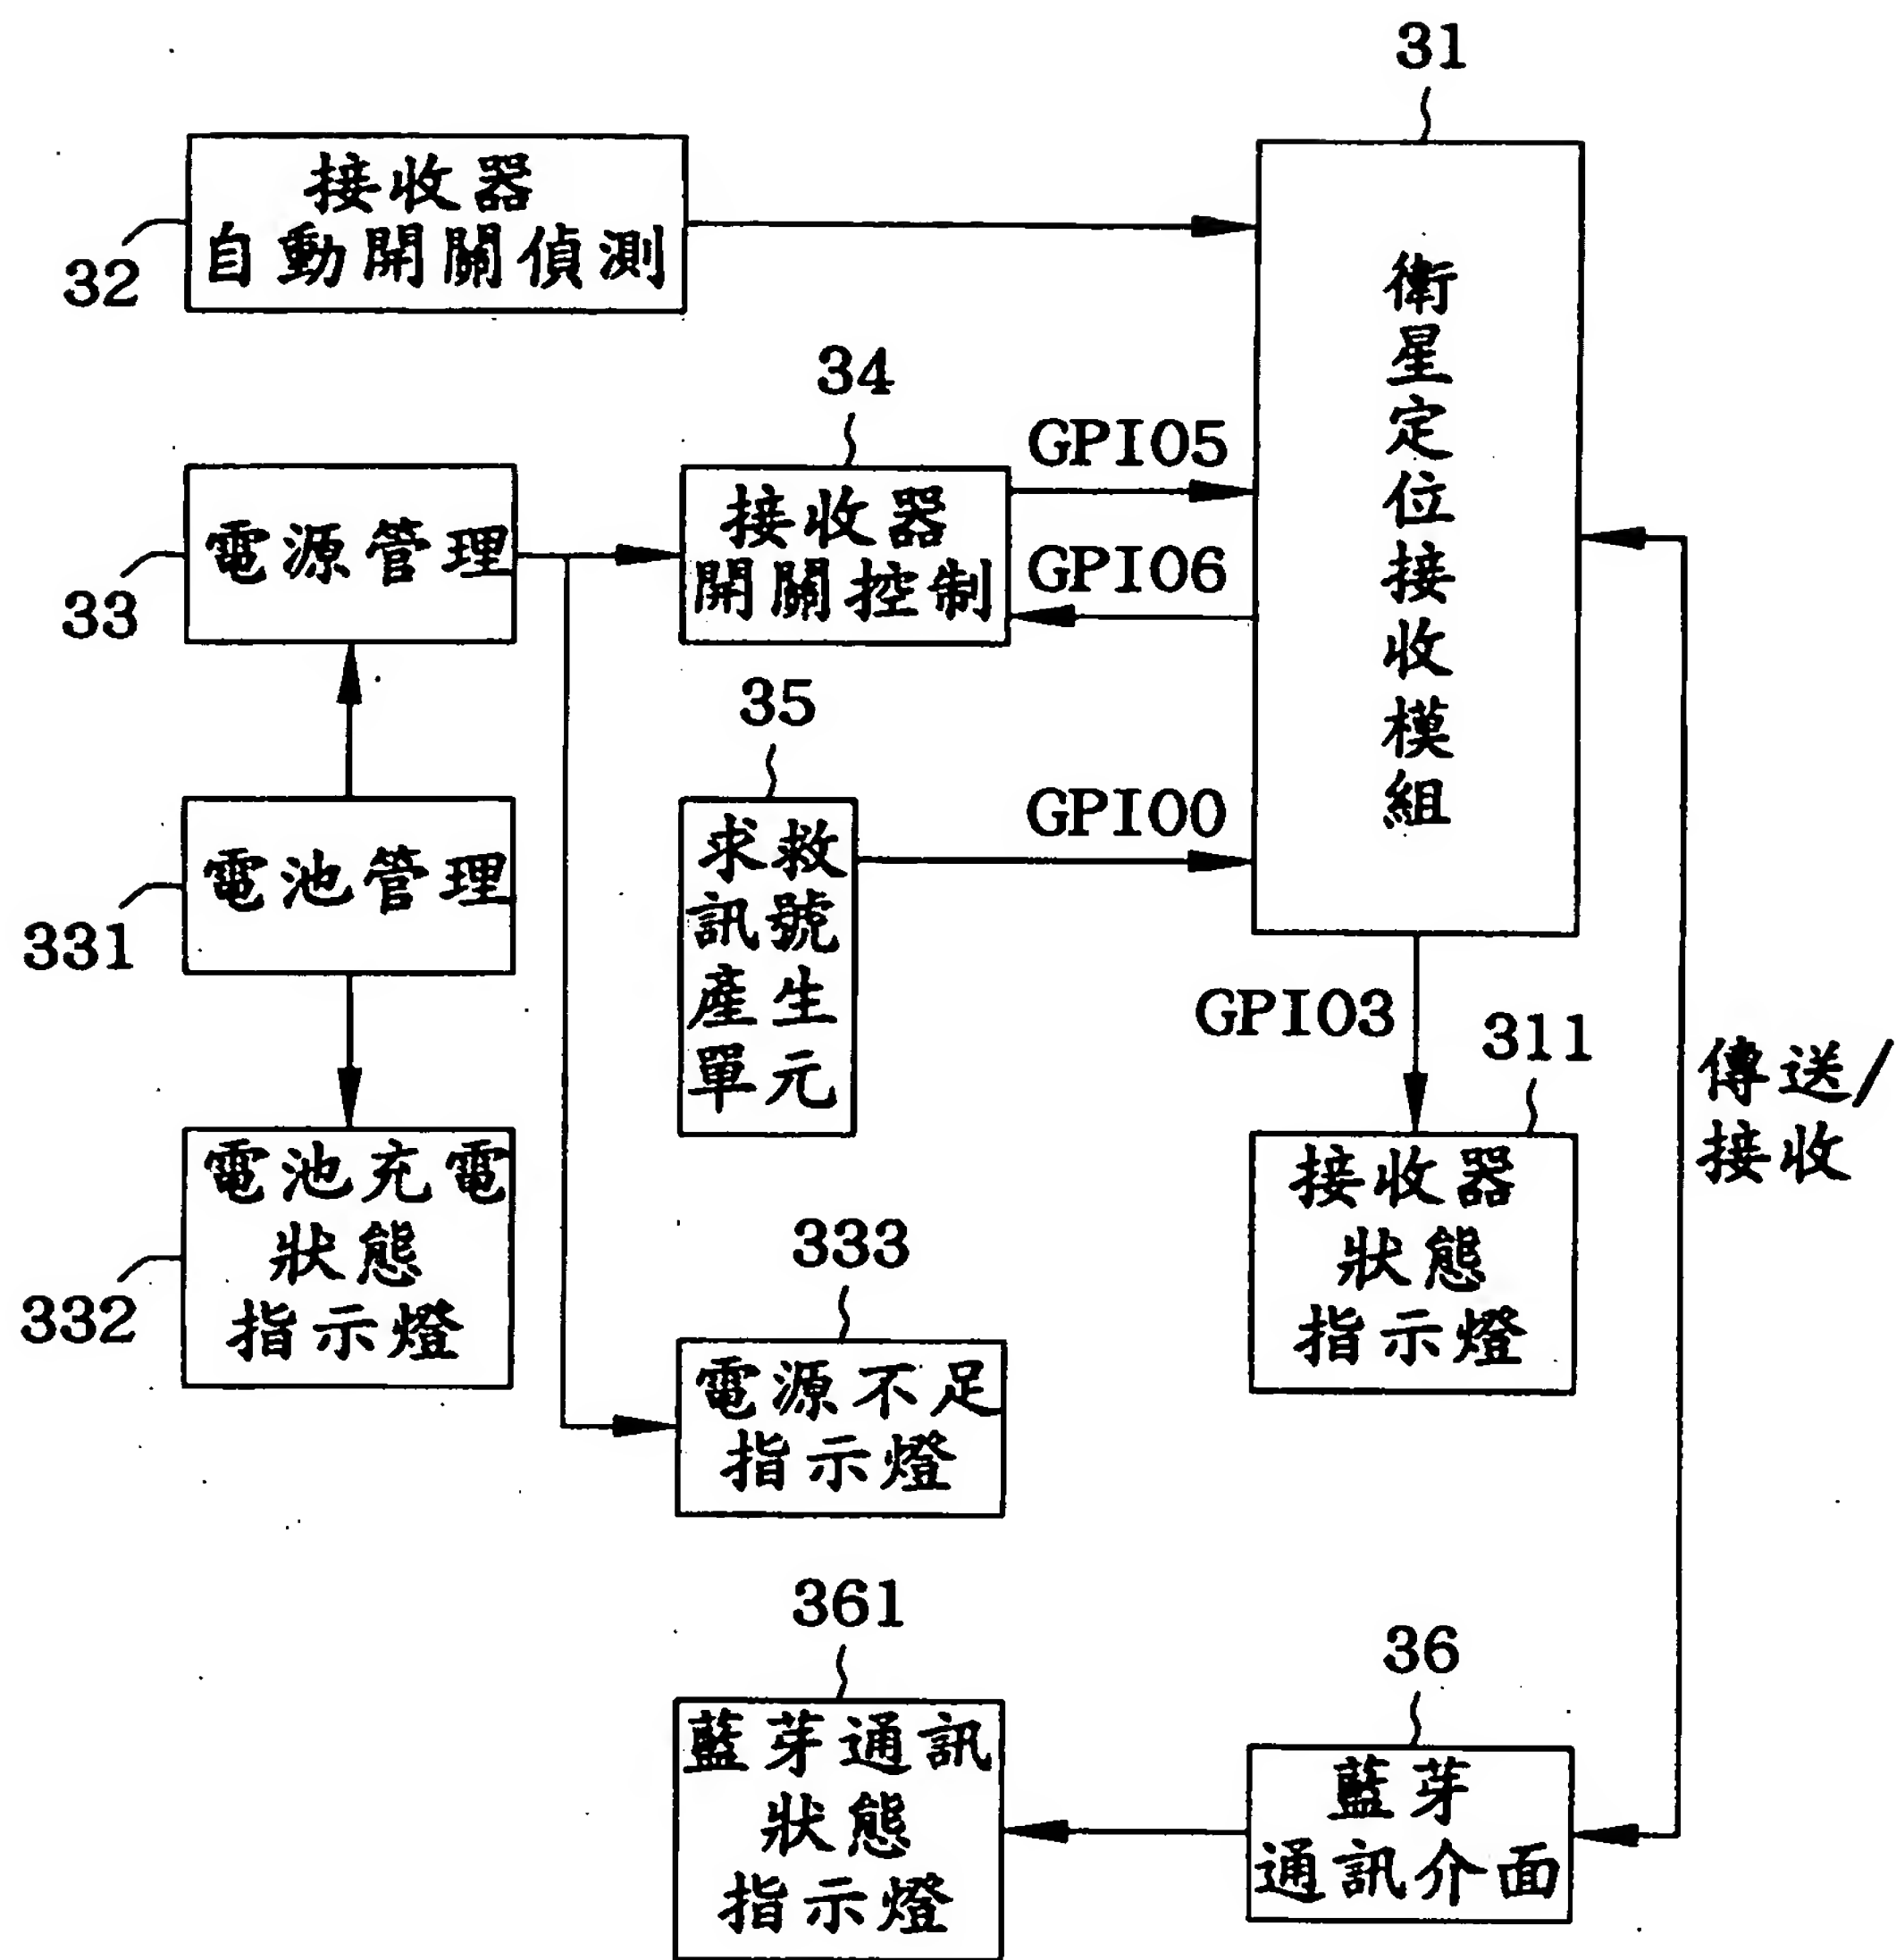 31
接收器
自動開關偵測
32
衛星定位接收模組
34
GPIO5
接收器
開關控制
GPIO6
電源管理
33
35
GPIO0
求救
訊號
產生
單元
電池管理
331
GPIO3
311
傳送/
接收
電池充電
狀態
指示燈
332
接收器
狀態
指示燈
333
電源不足
指示燈
361
藍芽通訊
狀態
指示燈
36
藍芽
通訊介面